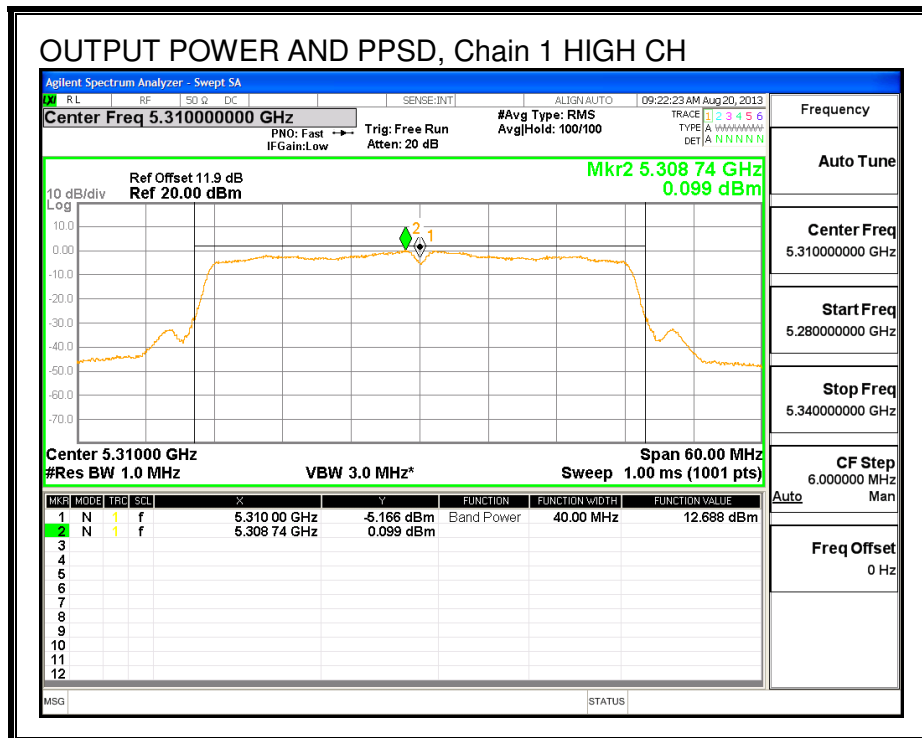 OUTPUT POWER AND PPSD, Chain 1 HIGH CH
Agilent Spectrum Analyzer - Swept SA
LXI RL RF 50 Ω DC SENSE:INT ALIGN AUTO 09:22:23 AM Aug 20, 2013
Center Freq 5.310000000 GHz
PNO: Fast
IFGain:Low
Trig: Free Run
Atten: 20 dB
#Avg Type: RMS
Avg|Hold: 100/100
TRACE 1 2 3 4 5 6
TYPE A WWWWW
DET A N N N N N
Mkr2 5.308 74 GHz
0.099 dBm
Ref Offset 11.9 dB
10 dB/div Ref 20.00 dBm
Log
10.0
0.00
-10.0
-20.0
-30.0
-40.0
-50.0
-60.0
-70.0
2
1
Center 5.31000 GHz Span 60.00 MHz
#Res BW 1.0 MHz VBW 3.0 MHz* Sweep 1.00 ms (1001 pts)
MKR MODE TRC SCL X Y FUNCTION FUNCTION WIDTH FUNCTION VALUE
1 N 1 f 5.310 00 GHz -5.166 dBm Band Power 40.00 MHz 12.688 dBm
2 N 1 f 5.308 74 GHz 0.099 dBm
3
4
5
6
7
8
9
10
11
12
MSG STATUS
Frequency
Auto Tune
Center Freq
5.310000000 GHz
Start Freq
5.280000000 GHz
Stop Freq
5.340000000 GHz
CF Step
6.000000 MHz
Auto Man
Freq Offset
0 Hz